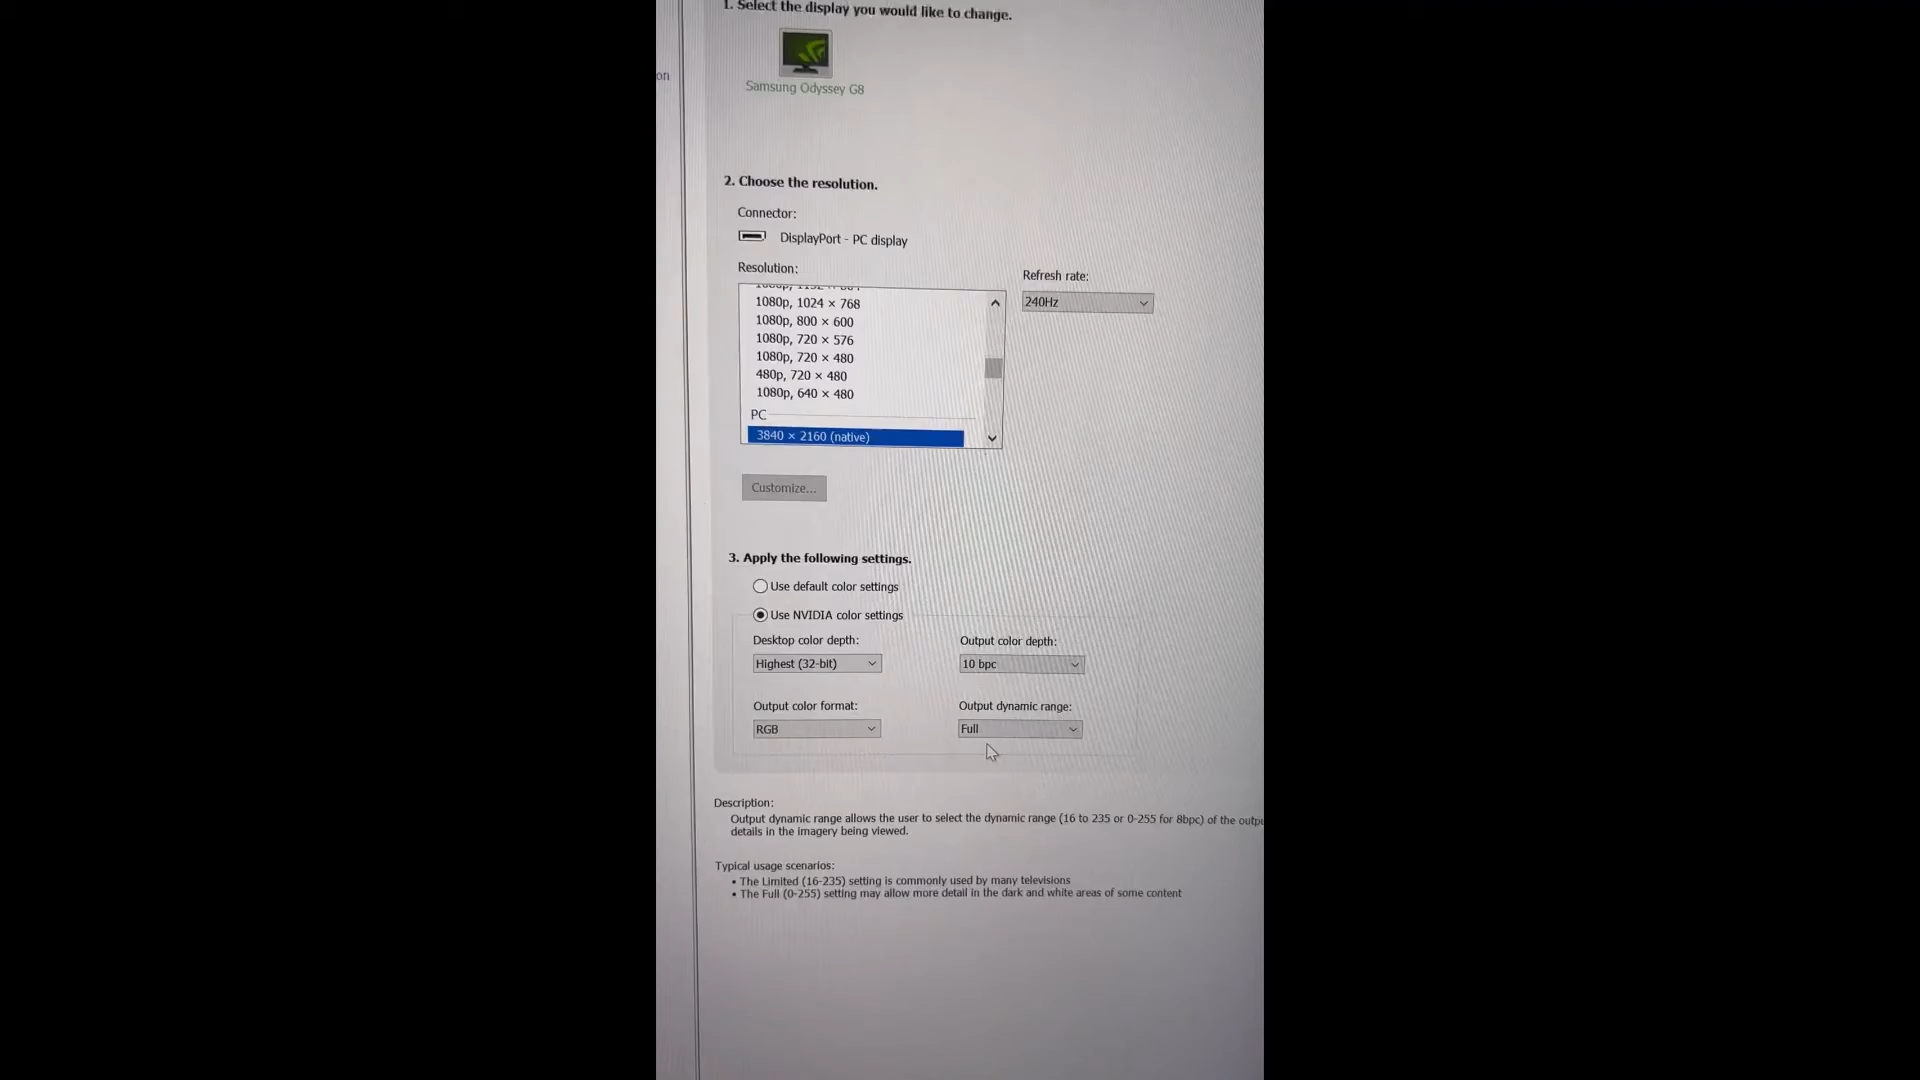 1. Select the display you would like to change.
on
Samsung Odyssey G8
2. Choose the resolution.
Connector:
DisplayPort - PC display
Resolution:
Refresh rate:
240Hz
1080p, 1024 × 768
1080p, 800 × 600
1080p, 720 × 576
1080p, 720 × 480
480p, 720 × 480
1080p, 640 × 480
PC
3840 × 2160 (native)
Customize...
3. Apply the following settings.
Use default color settings
Use NVIDIA color settings
Desktop color depth:
Output color depth:
Highest (32-bit)
10 bpc
Output color format:
Output dynamic range:
RGB
Full
Description:
Output dynamic range allows the user to select the dynamic range (16 to 235 or 0-255 for 8bpc) of the outpu
details in the imagery being viewed.
Typical usage scenarios:
• The Limited (16-235) setting is commonly used by many televisions
• The Full (0-255) setting may allow more detail in the dark and white areas of some content